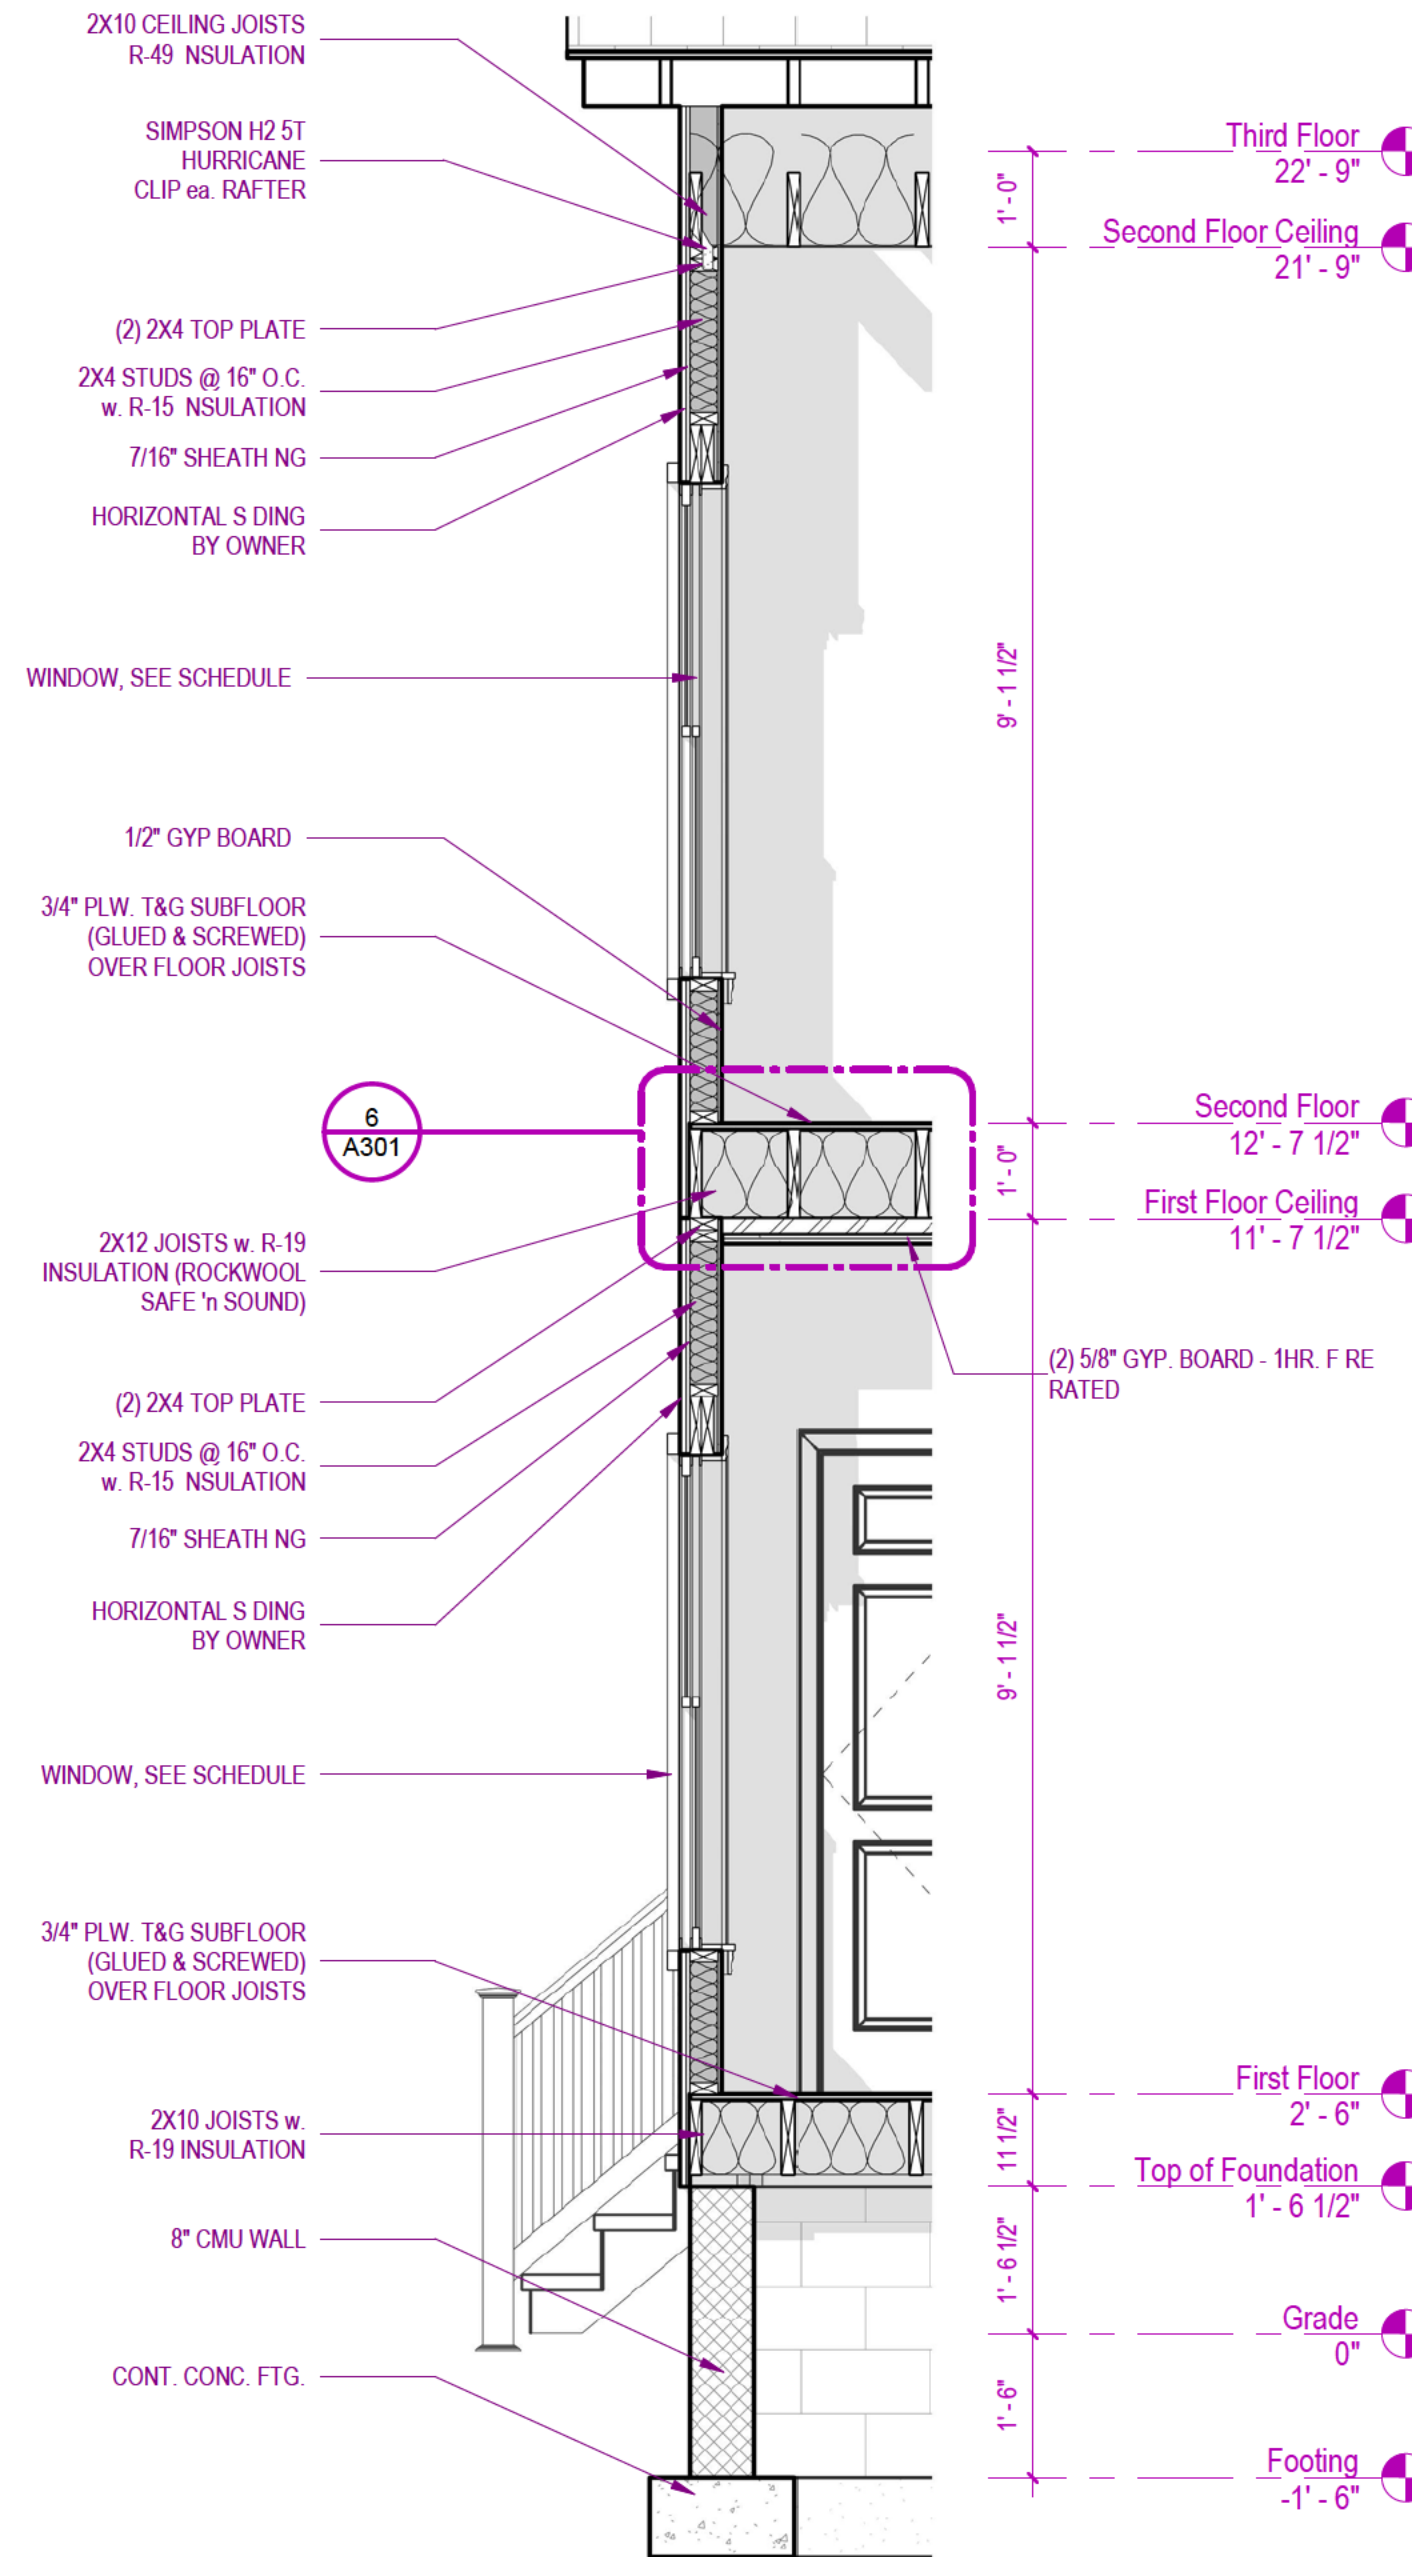 2X10 CEILING JOISTS
R-49 NSULATION
SIMPSON H2 5T
HURRICANE
CLIP ea. RAFTER
(2) 2X4 TOP PLATE
2X4 STUDS @ 16" O.C.
w. R-15 NSULATION
7/16" SHEATH NG
HORIZONTAL S DING
BY OWNER
WINDOW, SEE SCHEDULE
1/2" GYP BOARD
3/4" PLW. T&G SUBFLOOR
(GLUED & SCREWED)
OVER FLOOR JOISTS
6
A301
2X12 JOISTS w. R-19
INSULATION (ROCKWOOL
SAFE 'n SOUND)
(2) 2X4 TOP PLATE
2X4 STUDS @ 16" O.C.
w. R-15 NSULATION
7/16" SHEATH NG
HORIZONTAL S DING
BY OWNER
WINDOW, SEE SCHEDULE
3/4" PLW. T&G SUBFLOOR
(GLUED & SCREWED)
OVER FLOOR JOISTS
2X10 JOISTS w.
R-19 INSULATION
8" CMU WALL
CONT. CONC. FTG.
(2) 5/8" GYP. BOARD - 1HR. F RE
RATED
1' - 0"
9' - 1 1/2"
1' - 0"
9' - 1 1/2"
11 1/2"
1' - 6 1/2"
1' - 6"
Third Floor
22' - 9"
Second Floor Ceiling
21' - 9"
Second Floor
12' - 7 1/2"
First Floor Ceiling
11' - 7 1/2"
First Floor
2' - 6"
Top of Foundation
1' - 6 1/2"
Grade
0"
Footing
-1' - 6"